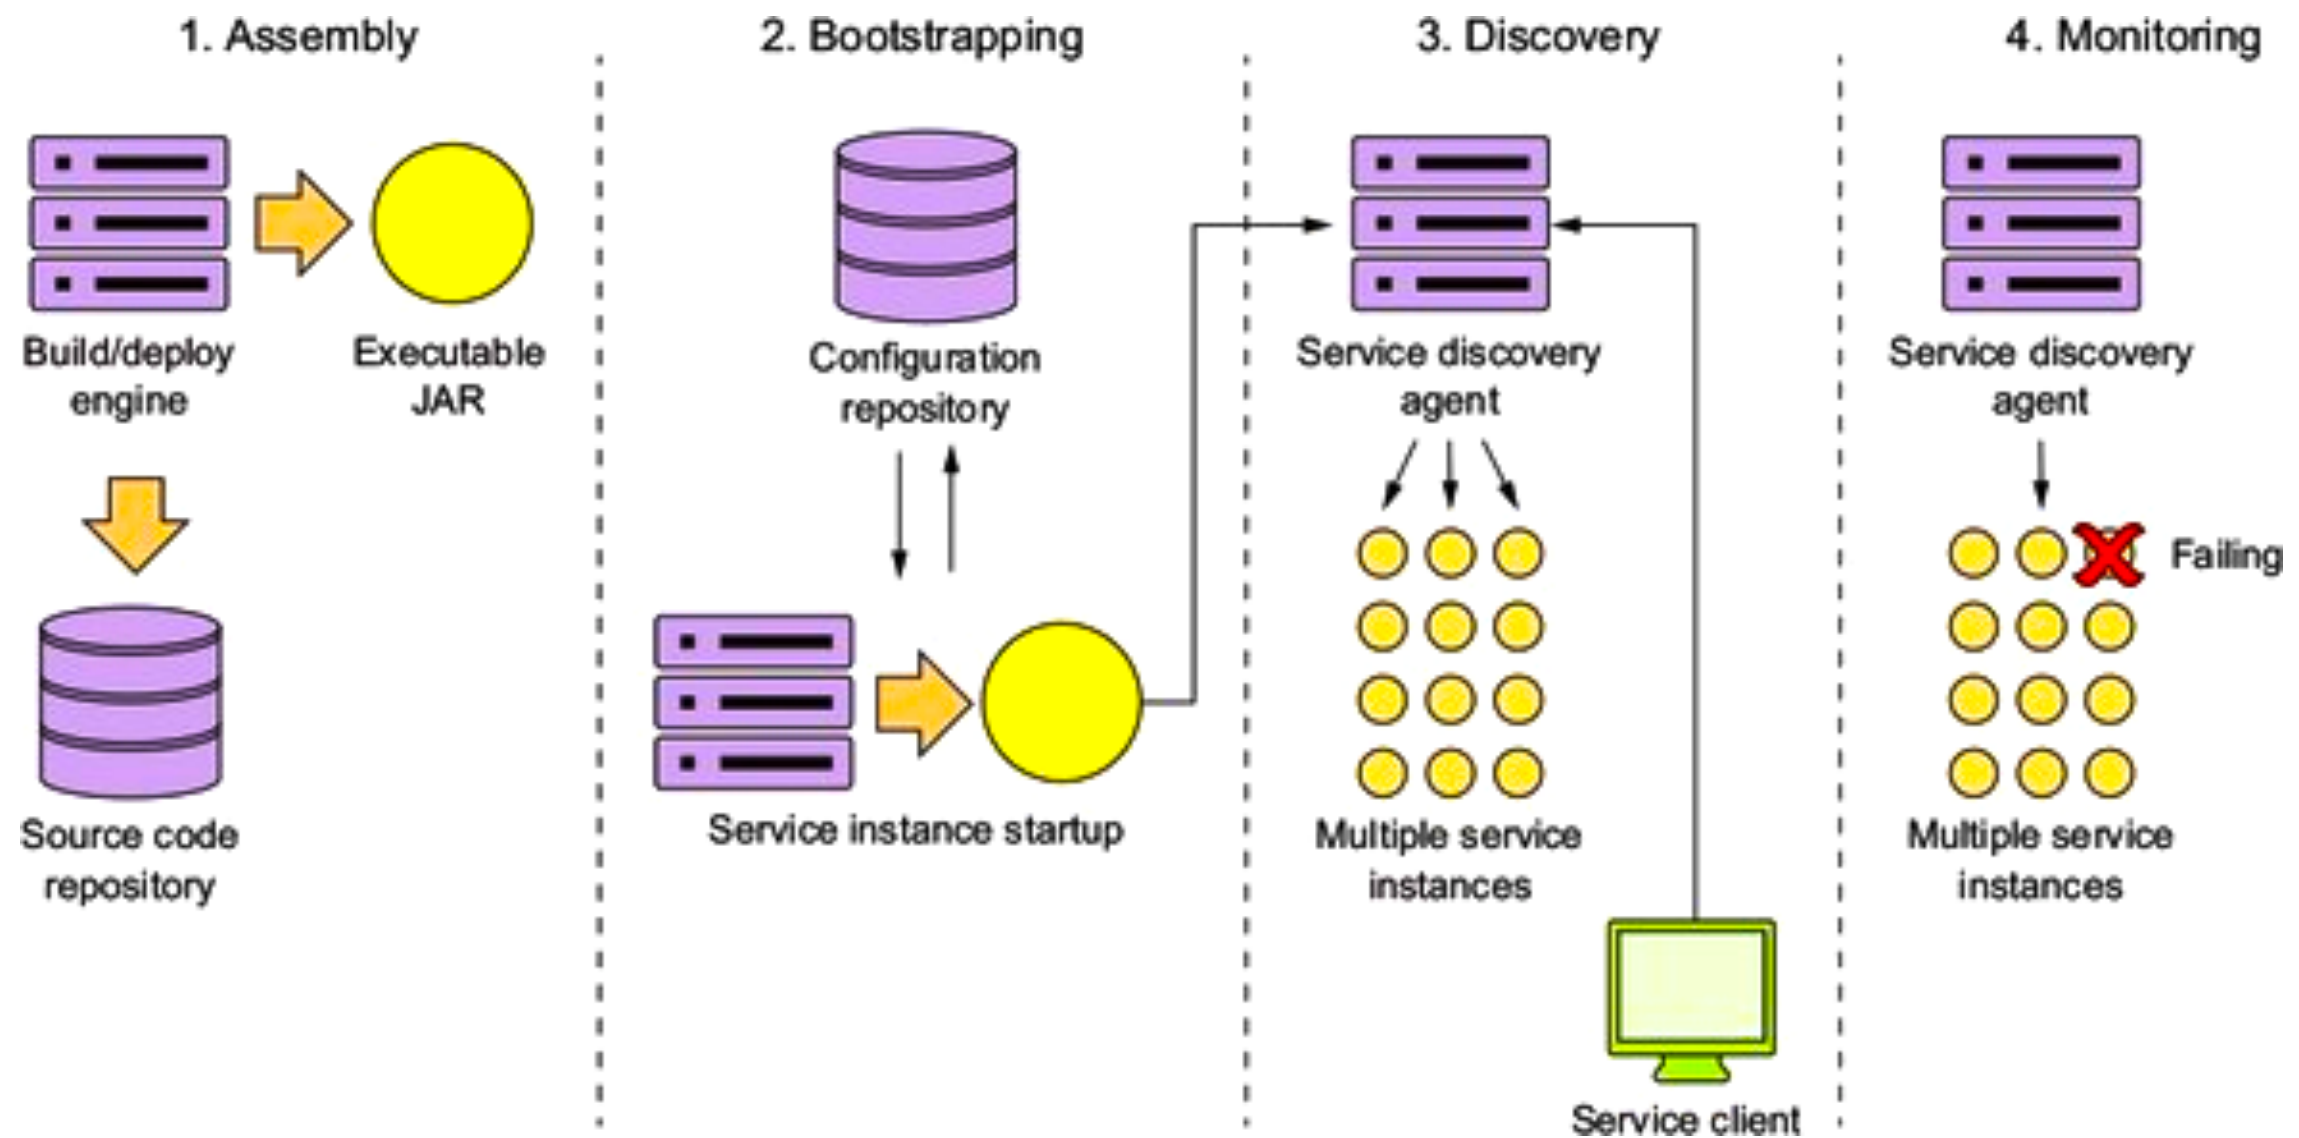 1. Assembly
Build/deploy
engine
Executable
JAR
Source code
repository
2. Bootstrapping
Configuration
repository
Service instance startup
3. Discovery
Service discovery
agent
Multiple service
instances
Service client
4. Monitoring
Service discovery
agent
Failing
Multiple service
instances